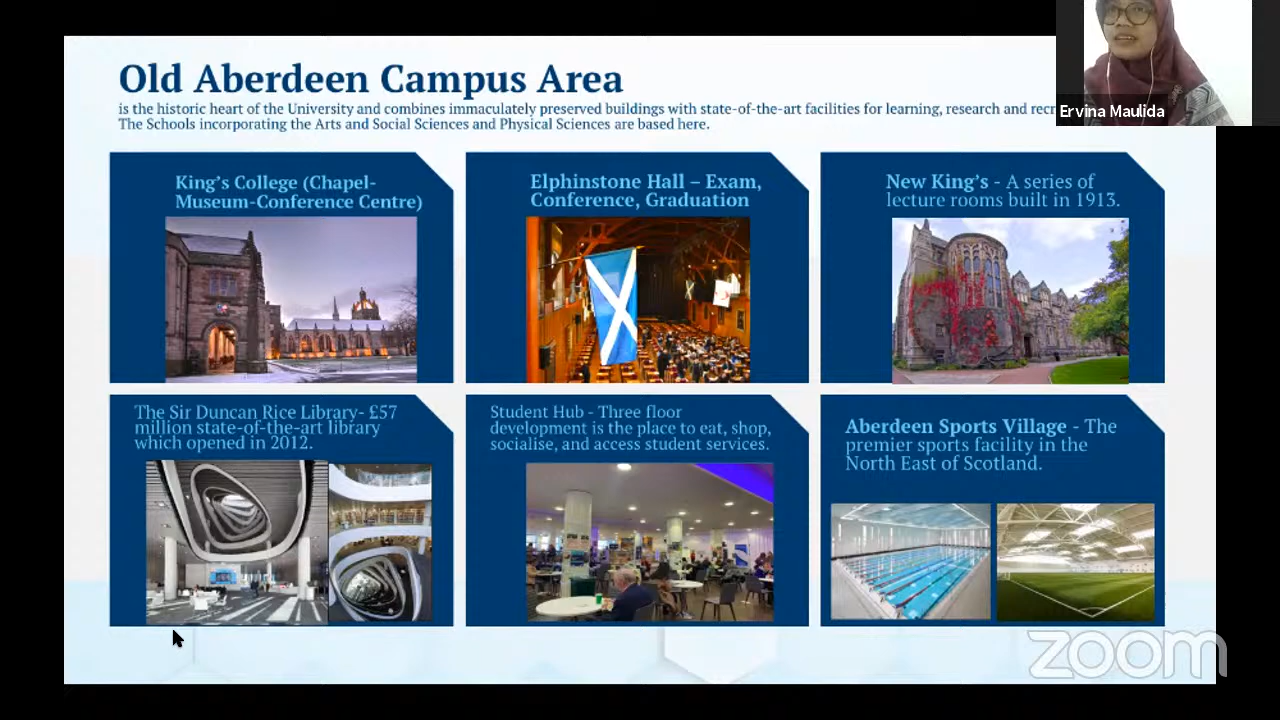 Old Aberdeen Campus Area
is the historic heart of the University and combines immaculately preserved buildings with state-of-the-art facilities for learning, research and recr
The Schools incorporating the Arts and Social Sciences and Physical Sciences are based here.
Ervina Maulida
King's College (Chapel-
Museum-Conference Centre)
Elphinstone Hall – Exam,
Conference, Graduation
New King's - A series of
lecture rooms built in 1913.
The Sir Duncan Rice Library- £57
million state-of-the-art library
which opened in 2012.
Student Hub - Three floor
development is the place to eat, shop,
socialise, and access student services.
Aberdeen Sports Village - The
premier sports facility in the
North East of Scotland.
zoom